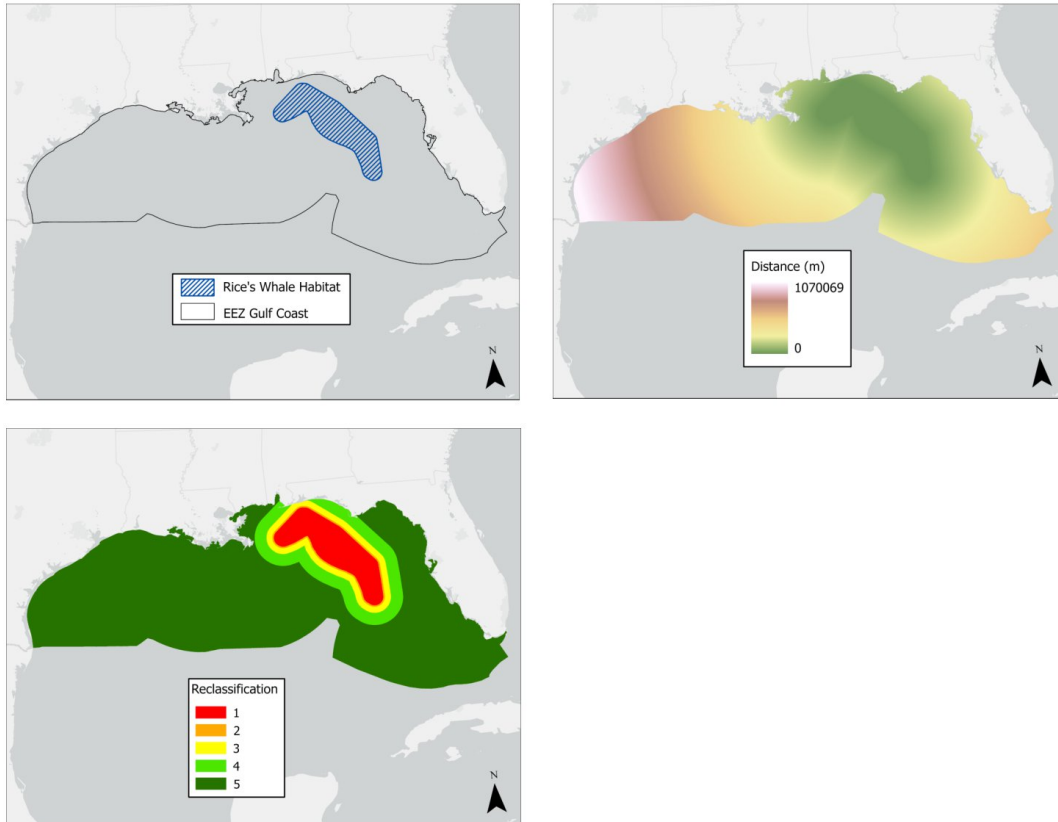 Rice's Whale Habitat
EEZ Gulf Coast
N
Distance (m)
1070069
0
N
Reclassification
1
2
3
4
5
N